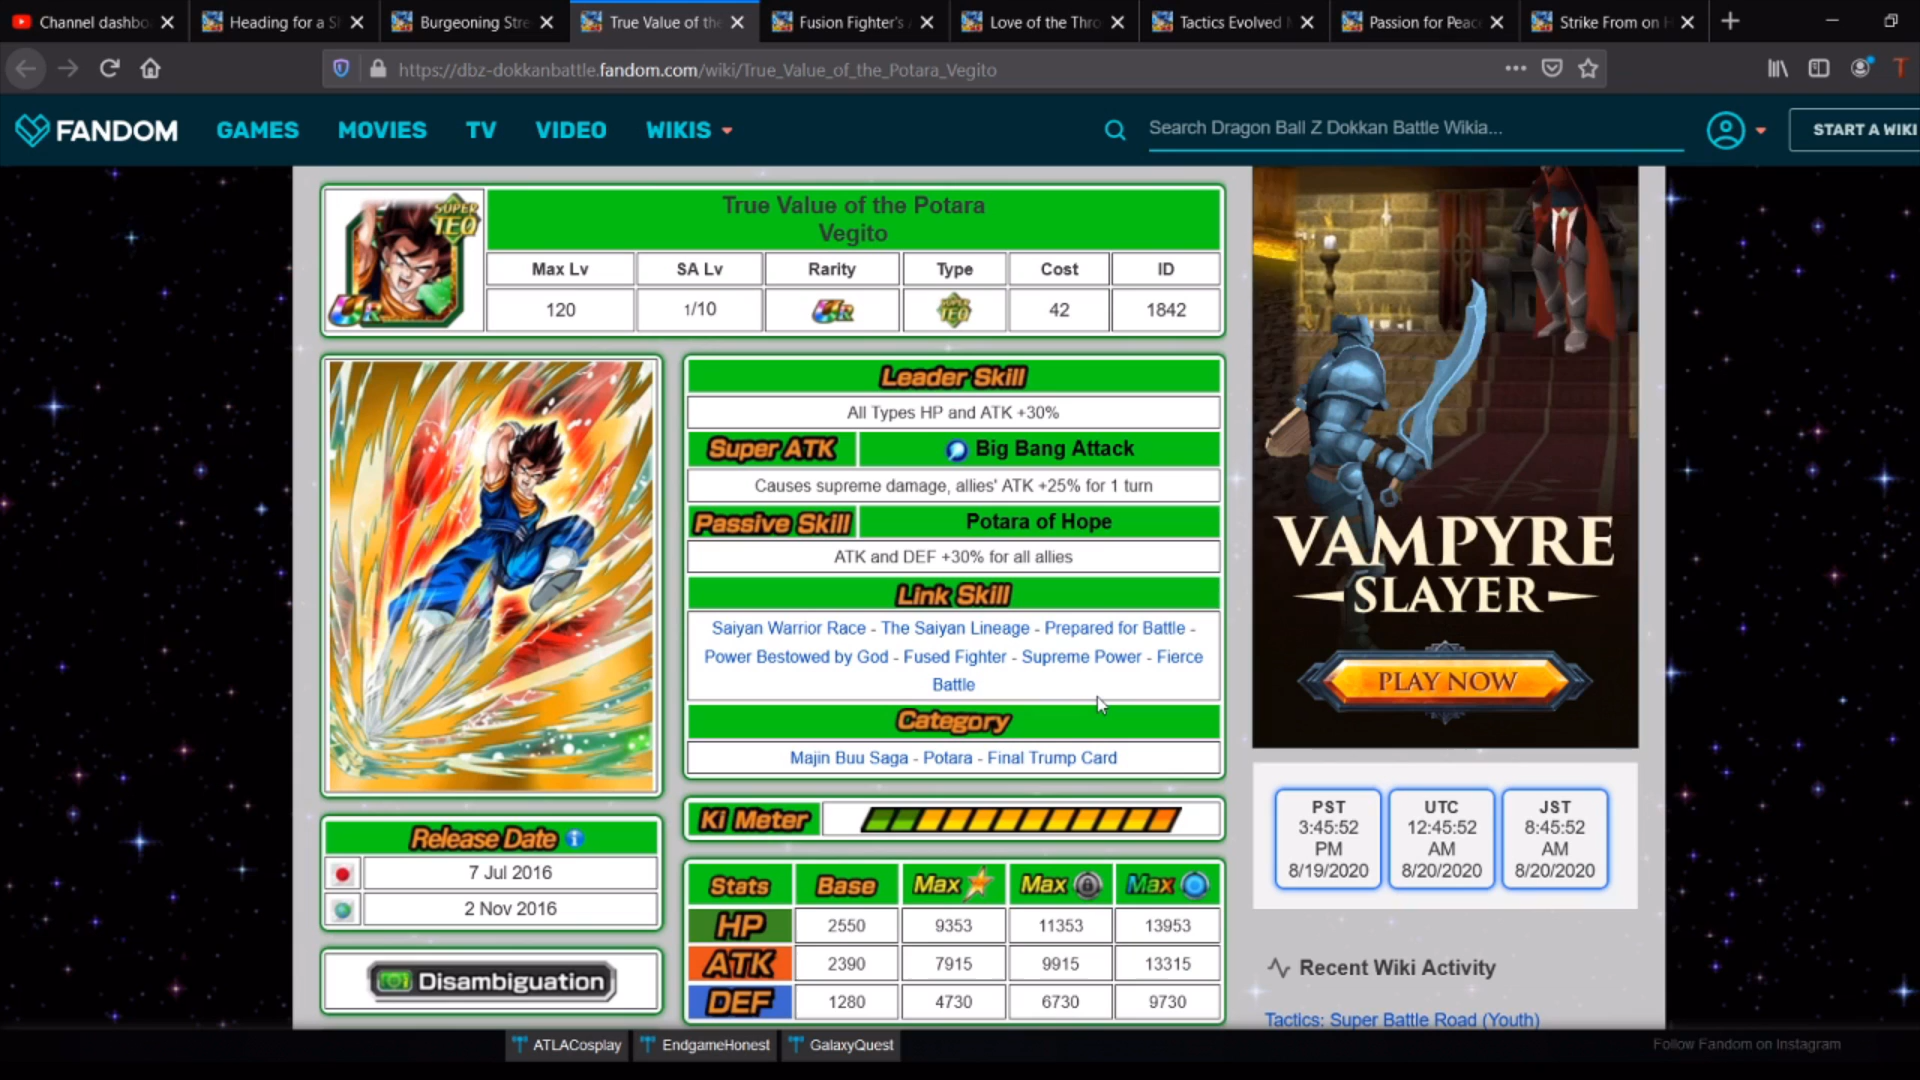 Channel dashbo
Heading for a S
Burgeoning Stre
True Value of the
Fusion Fighter's
Love of the Thro
Tactics Evolved
Passion for Peac
Strike From on H
https://dbz-dokkanbattle.fandom.com/wiki/True_Value_of_the_Potara_Vegito
FANDOM
GAMES
MOVIES
TV
VIDEO
WIKIS
Search Dragon Ball Z Dokkan Battle Wikia...
START A WIKI
SUPER
TEQ
UR
True Value of the Potara
Vegito
Max Lv SA Lv Rarity Type Cost ID
120 1/10 UR SUPER TEQ 42 1842
Leader Skill
All Types HP and ATK +30%
Super ATK Big Bang Attack
Causes supreme damage, allies' ATK +25% for 1 turn
Passive Skill Potara of Hope
ATK and DEF +30% for all allies
Link Skill
Saiyan Warrior Race - The Saiyan Lineage - Prepared for Battle -
Power Bestowed by God - Fused Fighter - Supreme Power - Fierce
Battle
Category
Majin Buu Saga - Potara - Final Trump Card
Ki Meter
Release Date
7 Jul 2016
2 Nov 2016
Disambiguation
Stats Base Max Max Max
HP 2550 9353 11353 13953
ATK 2390 7915 9915 13315
DEF 1280 4730 6730 9730
VAMPYRE
SLAYER
PLAY NOW
PST
3:45:52
PM
8/19/2020
UTC
12:45:52
AM
8/20/2020
JST
8:45:52
AM
8/20/2020
Recent Wiki Activity
Tactics: Super Battle Road (Youth)
ATLACosplay
EndgameHonest
GalaxyQuest
Follow Fandom on Instagram